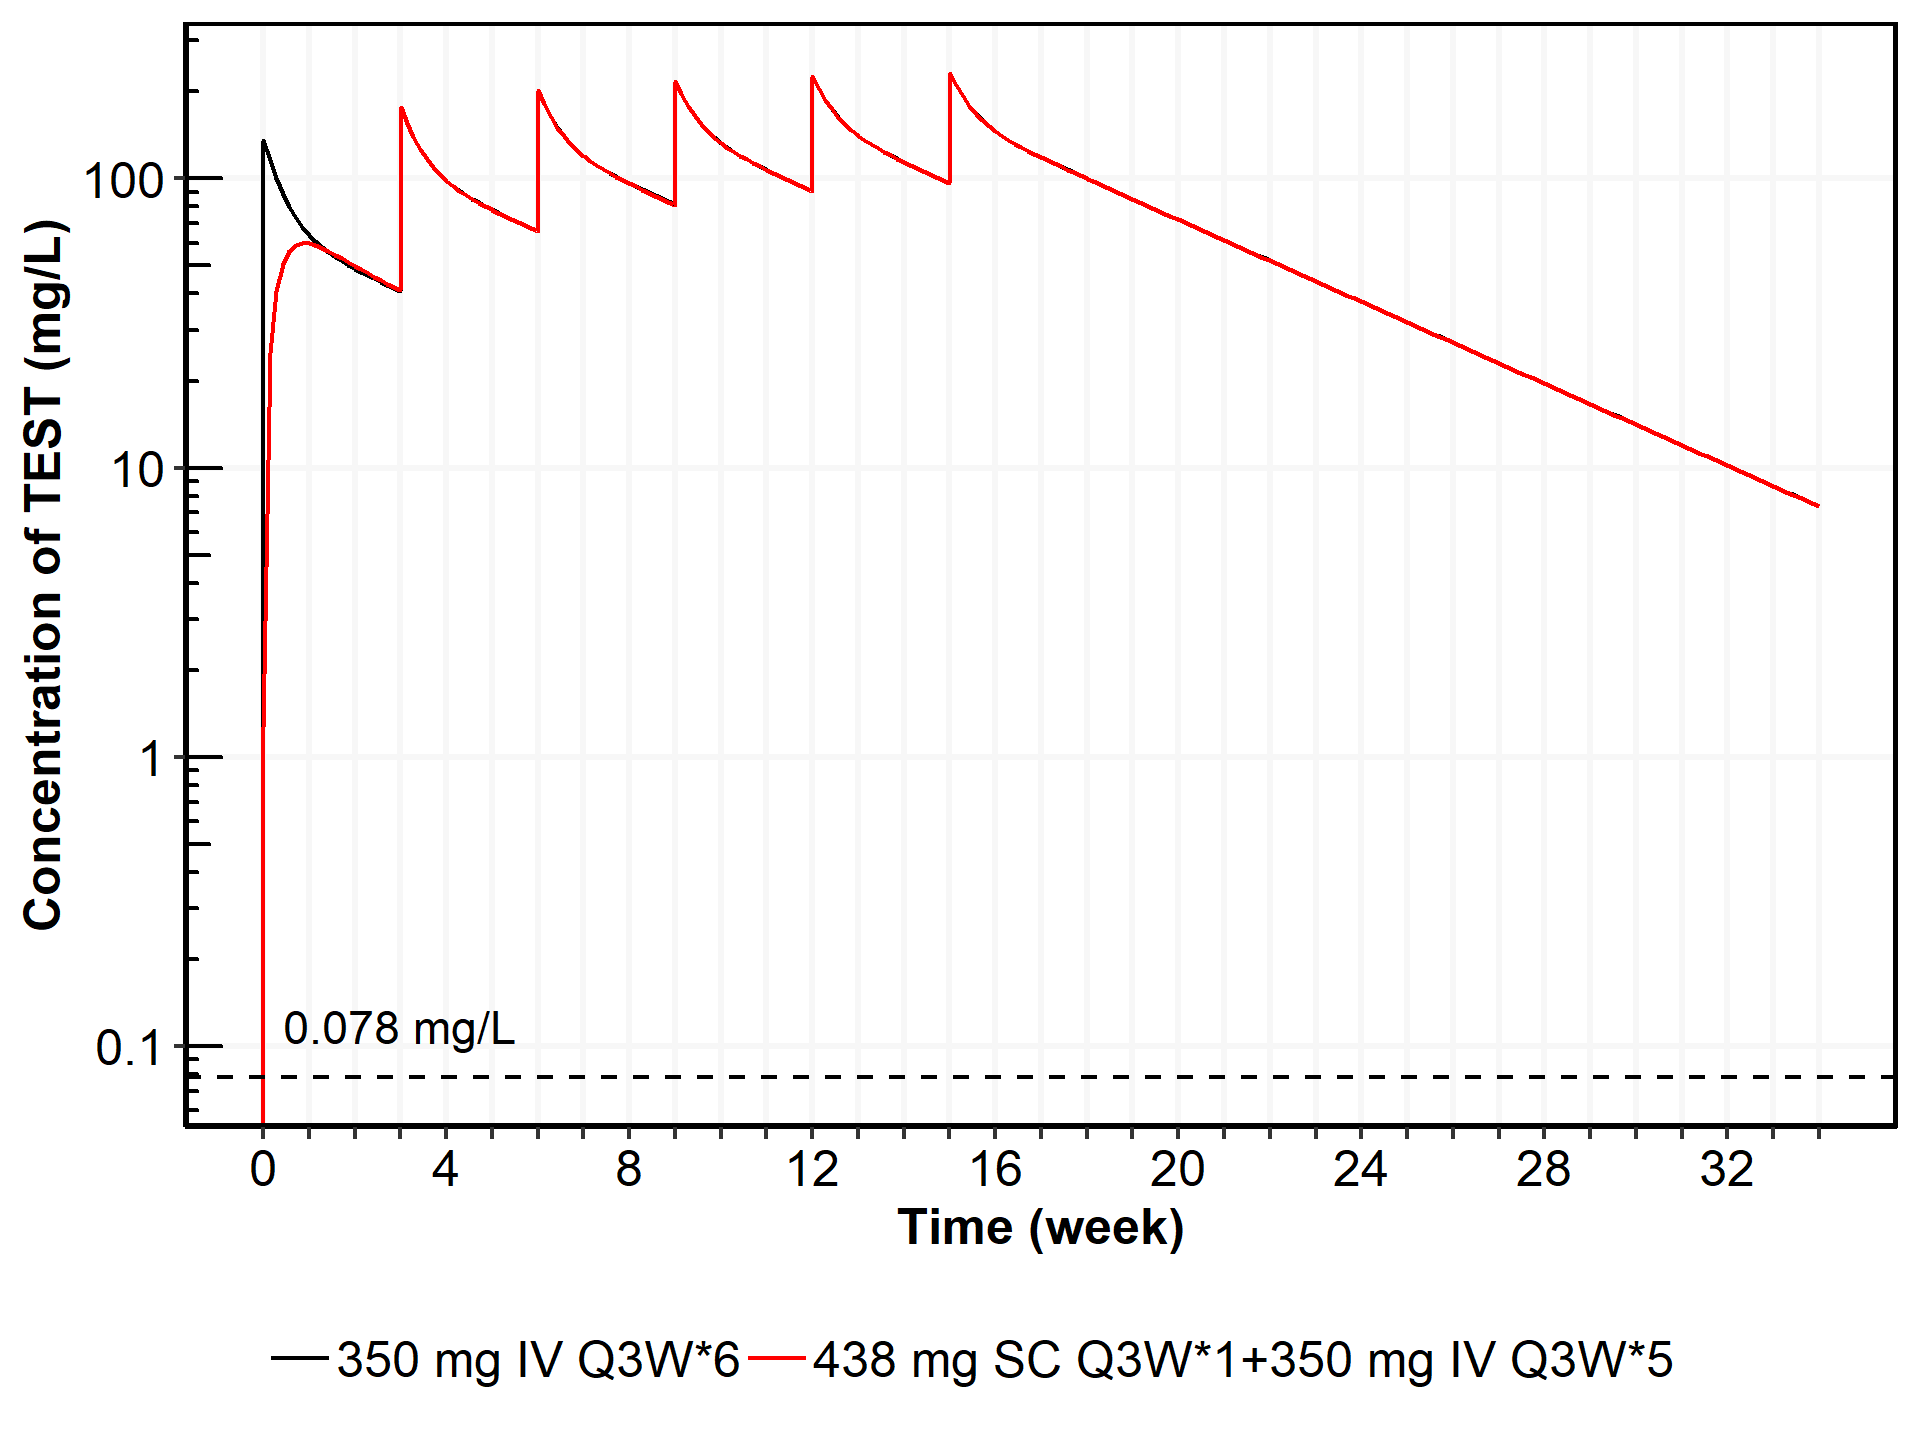 Concentration of TEST (mg/L)
100
10
1
0.1
0.078 mg/L
0 4 8 12 16 20 24 28 32
Time (week)
350 mg IV Q3W*6 438 mg SC Q3W*1+350 mg IV Q3W*5